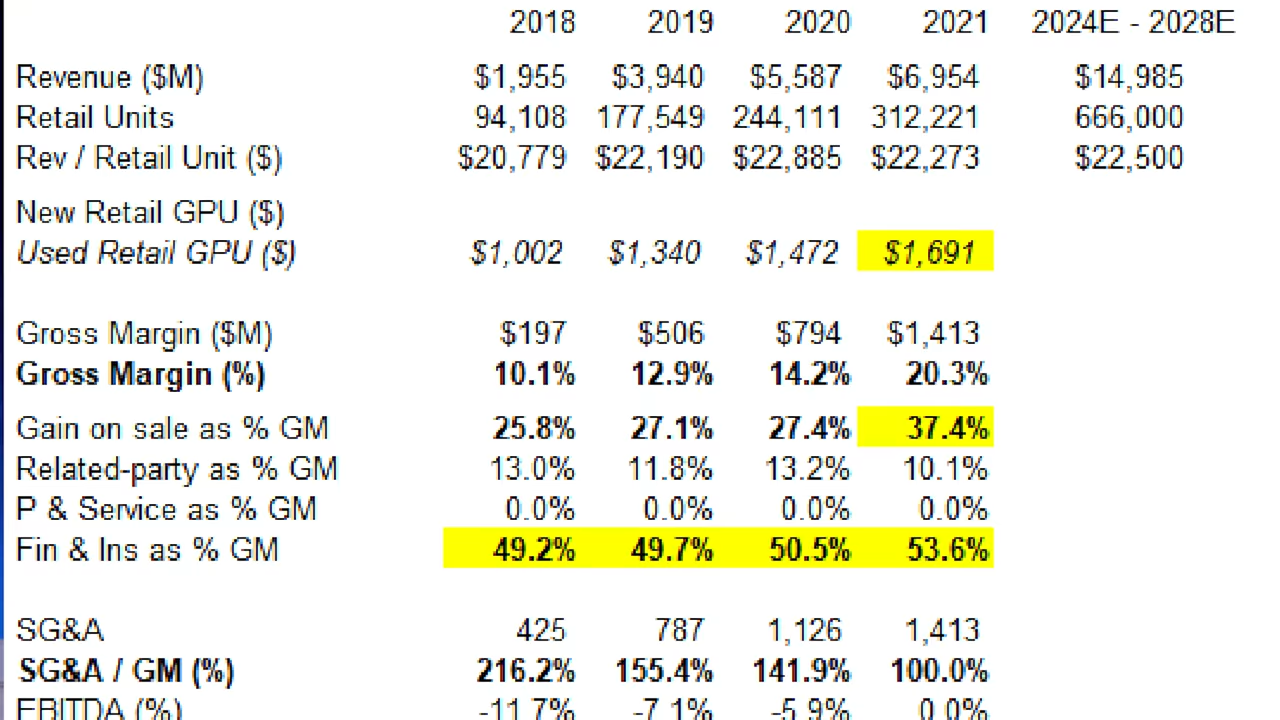 2018 2019 2020 2021 2024E - 2028E
Revenue ($M) $1,955 $3,940 $5,587 $6,954 $14,985
Retail Units 94,108 177,549 244,111 312,221 666,000
Rev / Retail Unit ($) $20,779 $22,190 $22,885 $22,273 $22,500
New Retail GPU ($)
Used Retail GPU ($) $1,002 $1,340 $1,472 $1,691
Gross Margin ($M) $197 $506 $794 $1,413
Gross Margin (%) 10.1% 12.9% 14.2% 20.3%
Gain on sale as % GM 25.8% 27.1% 27.4% 37.4%
Related-party as % GM 13.0% 11.8% 13.2% 10.1%
P & Service as % GM 0.0% 0.0% 0.0% 0.0%
Fin & Ins as % GM 49.2% 49.7% 50.5% 53.6%
SG&A 425 787 1,126 1,413
SG&A / GM (%) 216.2% 155.4% 141.9% 100.0%
EBITDA (%) -11.7% -7.1% -5.9% 0.0%